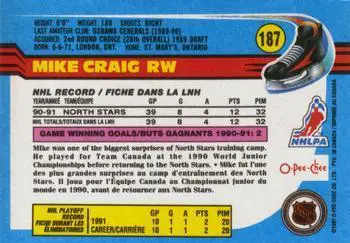 HEIGHT: 6'0" WEIGHT: 180 SHOOTS: RIGHT
LAST AMATEUR CLUB: OSHAWA GENERALS (1989-90)
ACQUIRED: 2ND ROUND CHOICE (28TH OVERALL) 1989 DRAFT
BORN: 6-6-71, LONDON, ONT. HOME: ST. MARY'S, ONTARIO
187
MIKE CRAIG RW
NHL RECORD / FICHE DANS LA LNH
YEAR/ANNÉE TEAM/ÉQUIPE GP G A PTS PIM
90-91 NORTH STARS 39 8 4 12 32
NHL TOTALS/TOTAUX DANS LA LNH 39 8 4 12 32
GAME WINNING GOALS/BUTS GAGNANTS 1990-91: 2
Mike was one of the biggest surprises of North Stars training camp.
He played for Team Canada at the 1990 World Junior
Championships before returning to the North Stars. • Mike fut l'une
des plus grandes surprises au camp d'entraînement des North
Stars. Il joua pour l'Équipe Canada au Championnat junior du
monde en 1990, avant de retourner aux North Stars.
NHL PLAYOFF RECORD
FICHE DURANT LES ÉLIMINATOIRES
GP G A PTS PIM
1991 10 1 1 2 20
CAREER/CARRIÈRE 10 1 1 2 20
NHLPA
O-Pee-Chee
NHL